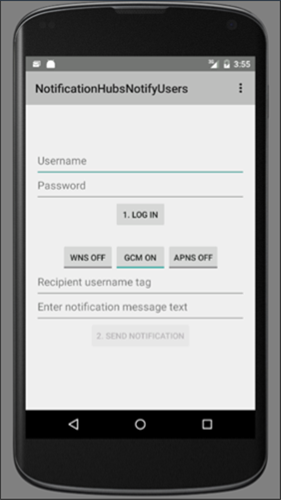 3:55
NotificationHubsNotifyUsers
Username
Password
1. LOG IN
WNS OFF GCM ON APNS OFF
Recipient username tag
Enter notification message text
2. SEND NOTIFICATION